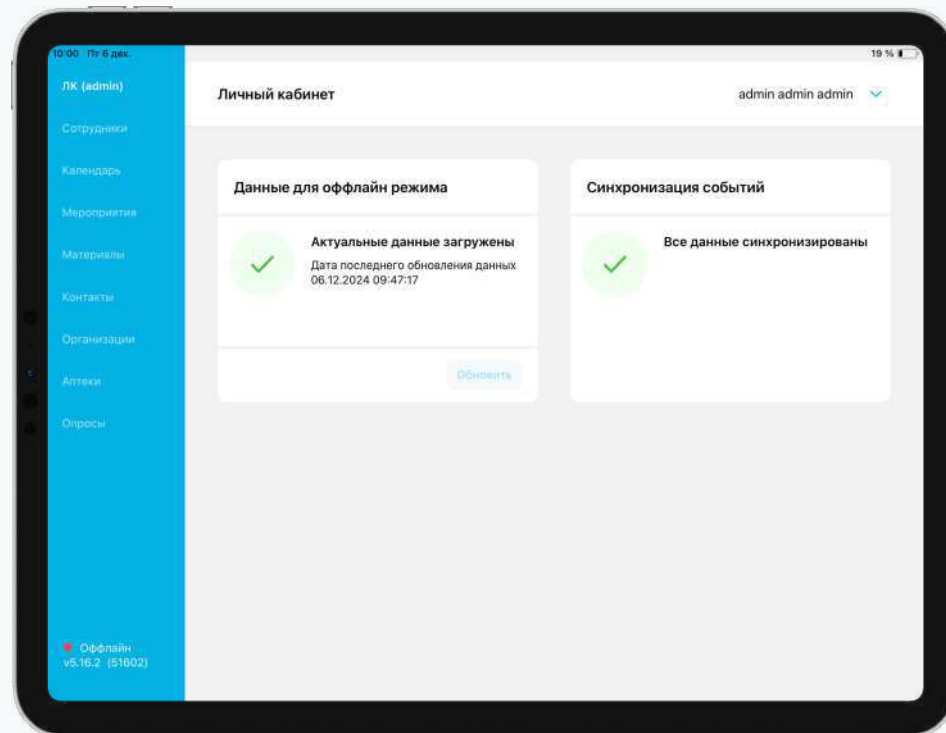 10:00 Пт 6 дек.
19 %
ЛК (admin)
Сотрудники
Календарь
Мероприятия
Материалы
Контакты
Организации
Аптеки
Опросы
Оффлайн
v5.16.2 (51602)
Личный кабинет
admin admin admin
Данные для оффлайн режима
Актуальные данные загружены
Дата последнего обновления данных
06.12.2024 09:47:17
Обновить
Синхронизация событий
Все данные синхронизированы